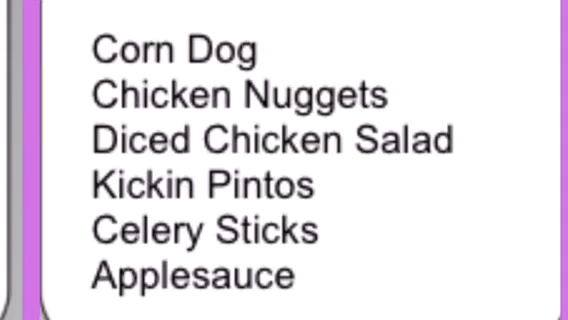 Corn Dog
Chicken Nuggets
Diced Chicken Salad
Kickin Pintos
Celery Sticks
Applesauce